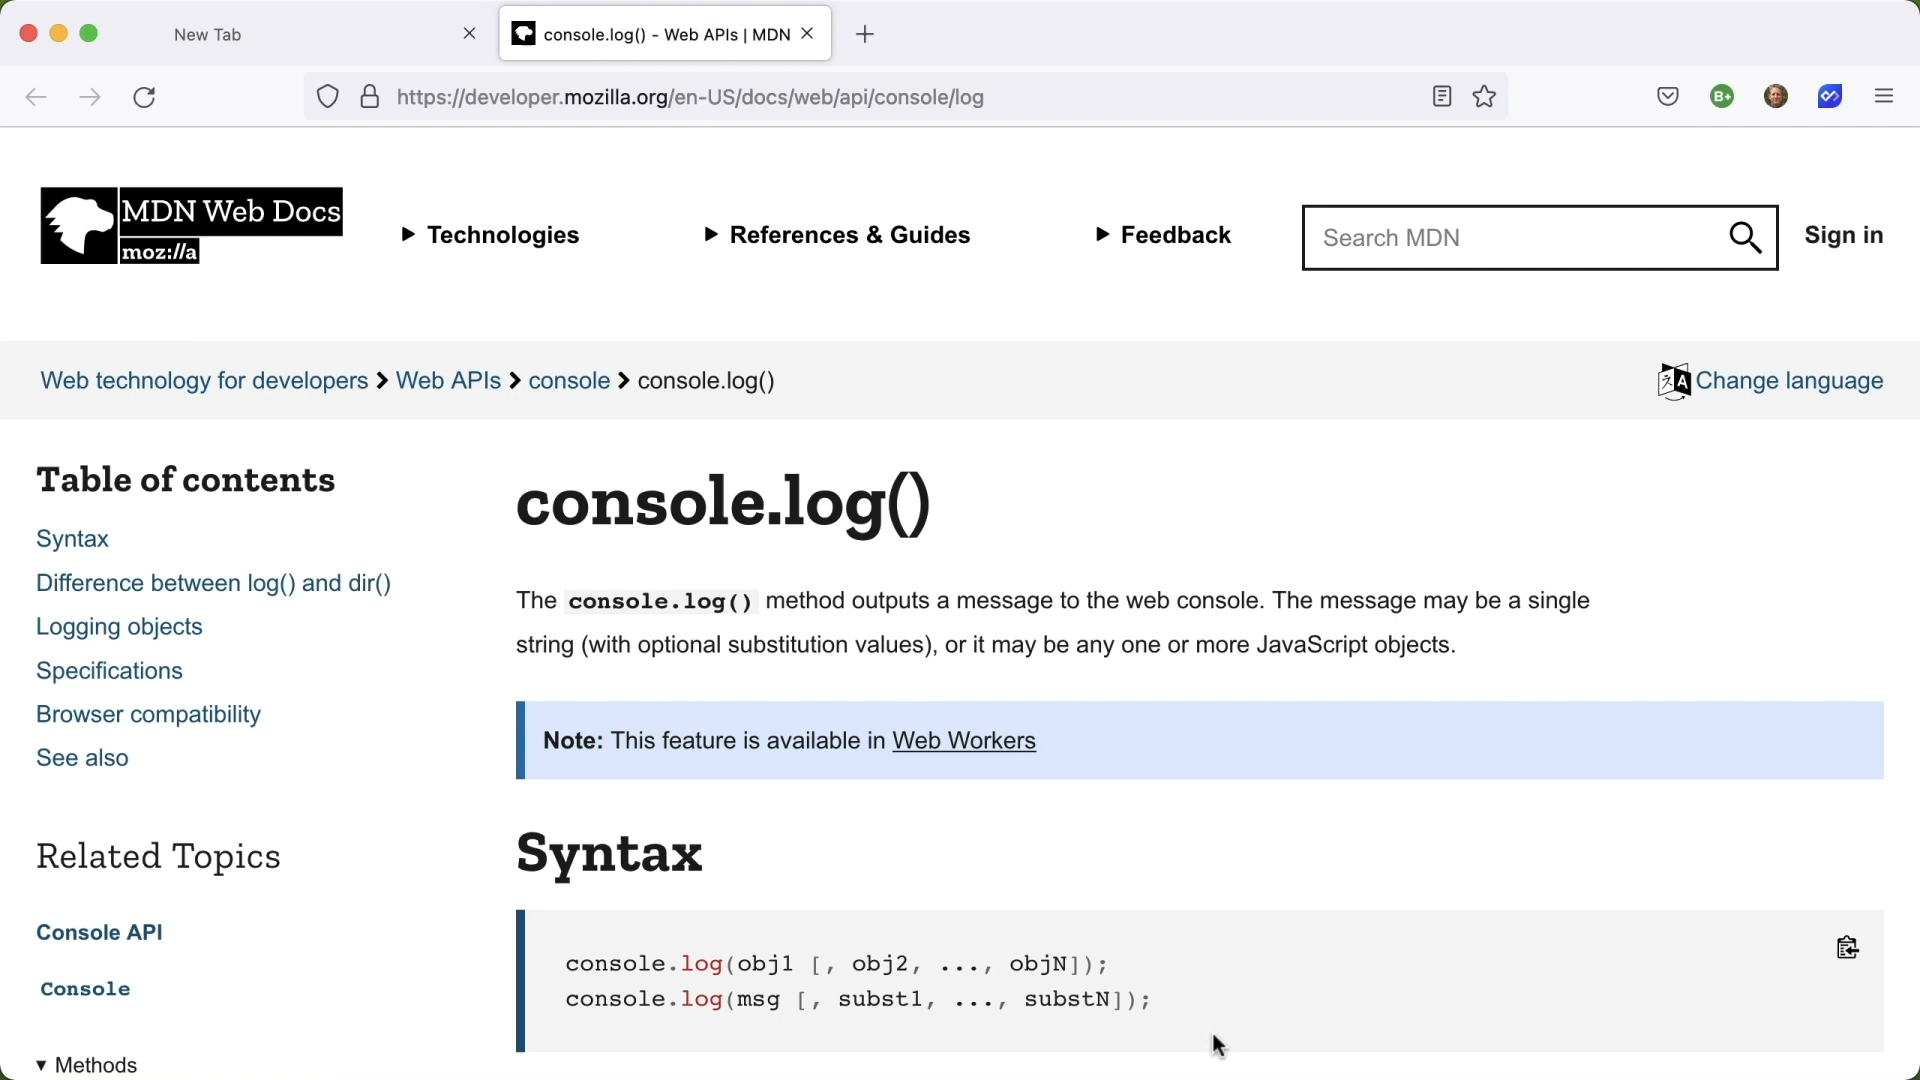 New Tab
console.log() - Web APIs | MDN
https://developer.mozilla.org/en-US/docs/web/api/console/log
B+
MDN Web Docs
moz://a
Technologies
References & Guides
Feedback
Search MDN
Sign in
Web technology for developers > Web APIs > console > console.log()
Change language
Table of contents
Syntax
Difference between log() and dir()
Logging objects
Specifications
Browser compatibility
See also
Related Topics
Console API
Console
▾ Methods
console.log()
The console.log() method outputs a message to the web console. The message may be a single
string (with optional substitution values), or it may be any one or more JavaScript objects.
Note: This feature is available in Web Workers
Syntax
console.log(obj1 [, obj2, ..., objN]);
console.log(msg [, subst1, ..., substN]);